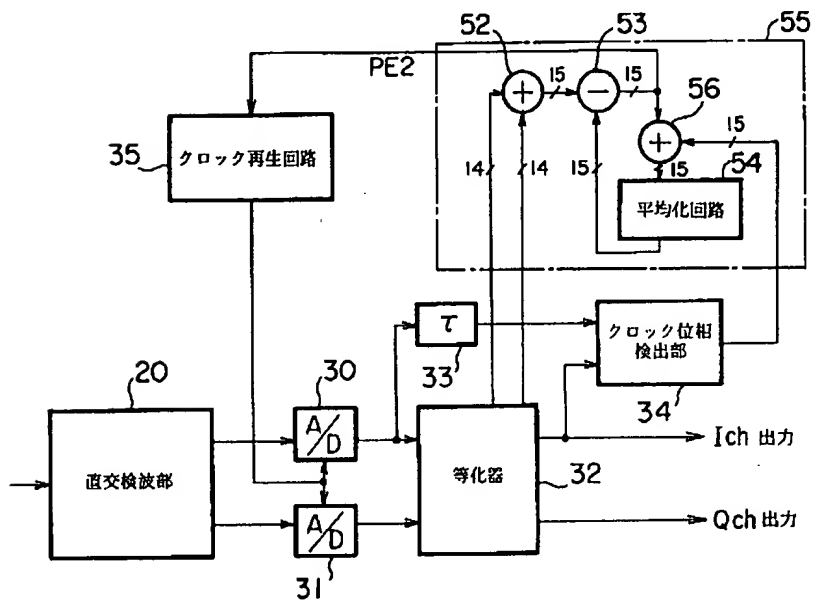 52
53
55
PE2
15
15
56
+
−
15
+
35
クロック再生回路
14
14
15
15
54
平均化回路
τ
33
クロック位相
検出部
34
20
30
A/D
直交検波部
等化器
32
Ich 出力
A/D
31
Qch 出力